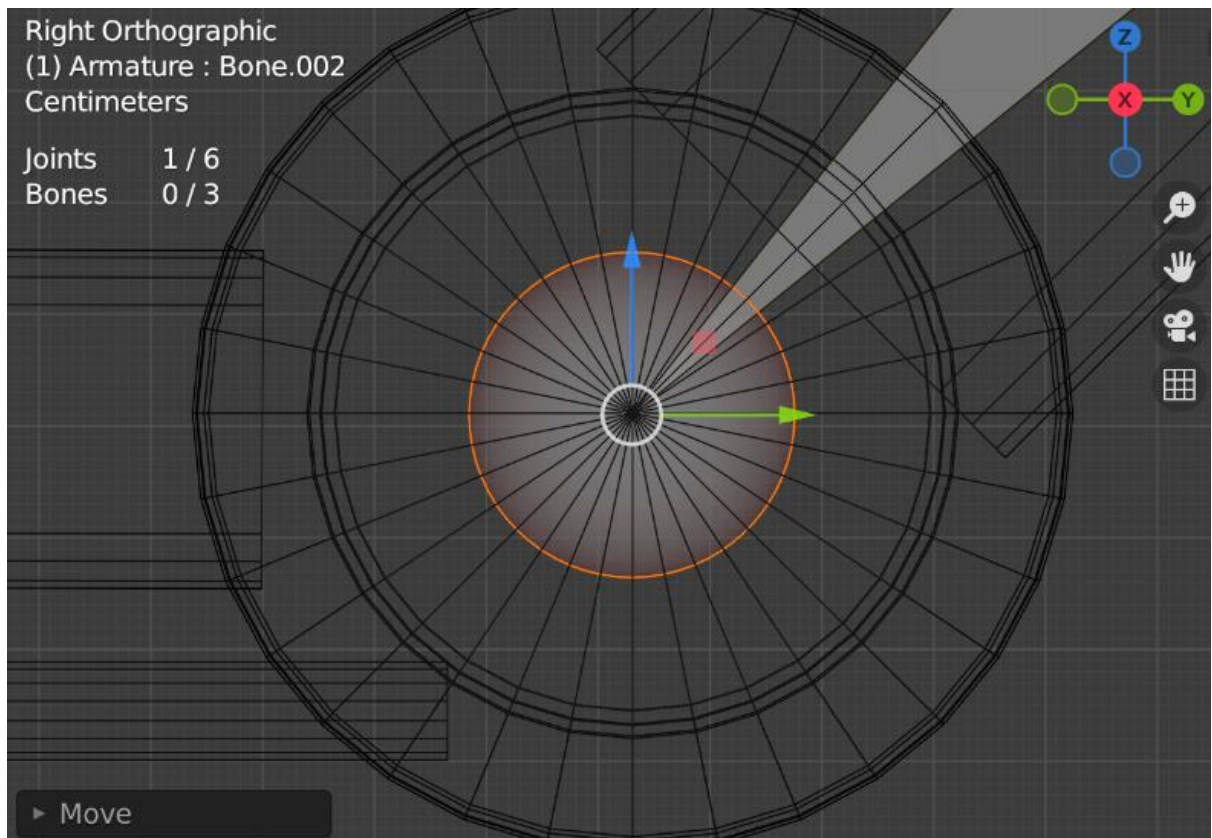 Right Orthographic
(1) Armature : Bone.002
Centimeters
Joints 1 / 6
Bones 0 / 3
Z
X
Y
Move